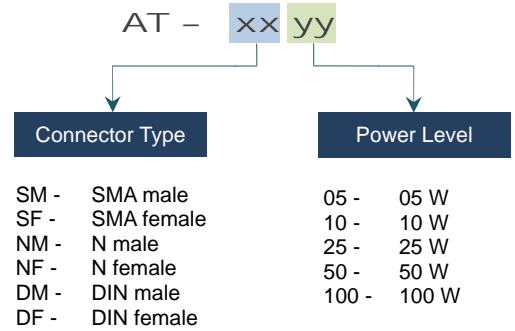 AT – xx yy
Connector Type
SM - SMA male
SF - SMA female
NM - N male
NF - N female
DM - DIN male
DF - DIN female
Power Level
05 - 05 W
10 - 10 W
25 - 25 W
50 - 50 W
100 - 100 W